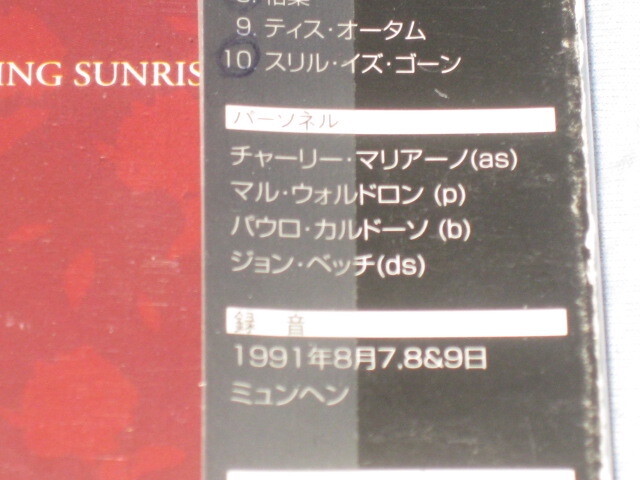 9. ティス・オータム
10 スリル・イズ・ゴーン
ING SUNRIS
パーソネル
チャーリー・マリアーノ(as)
マル・ウォルドロン (p)
パウロ・カルドーソ (b)
ジョン・ベッチ(ds)
録 音
1991年8月7,8&9日
ミュンヘン